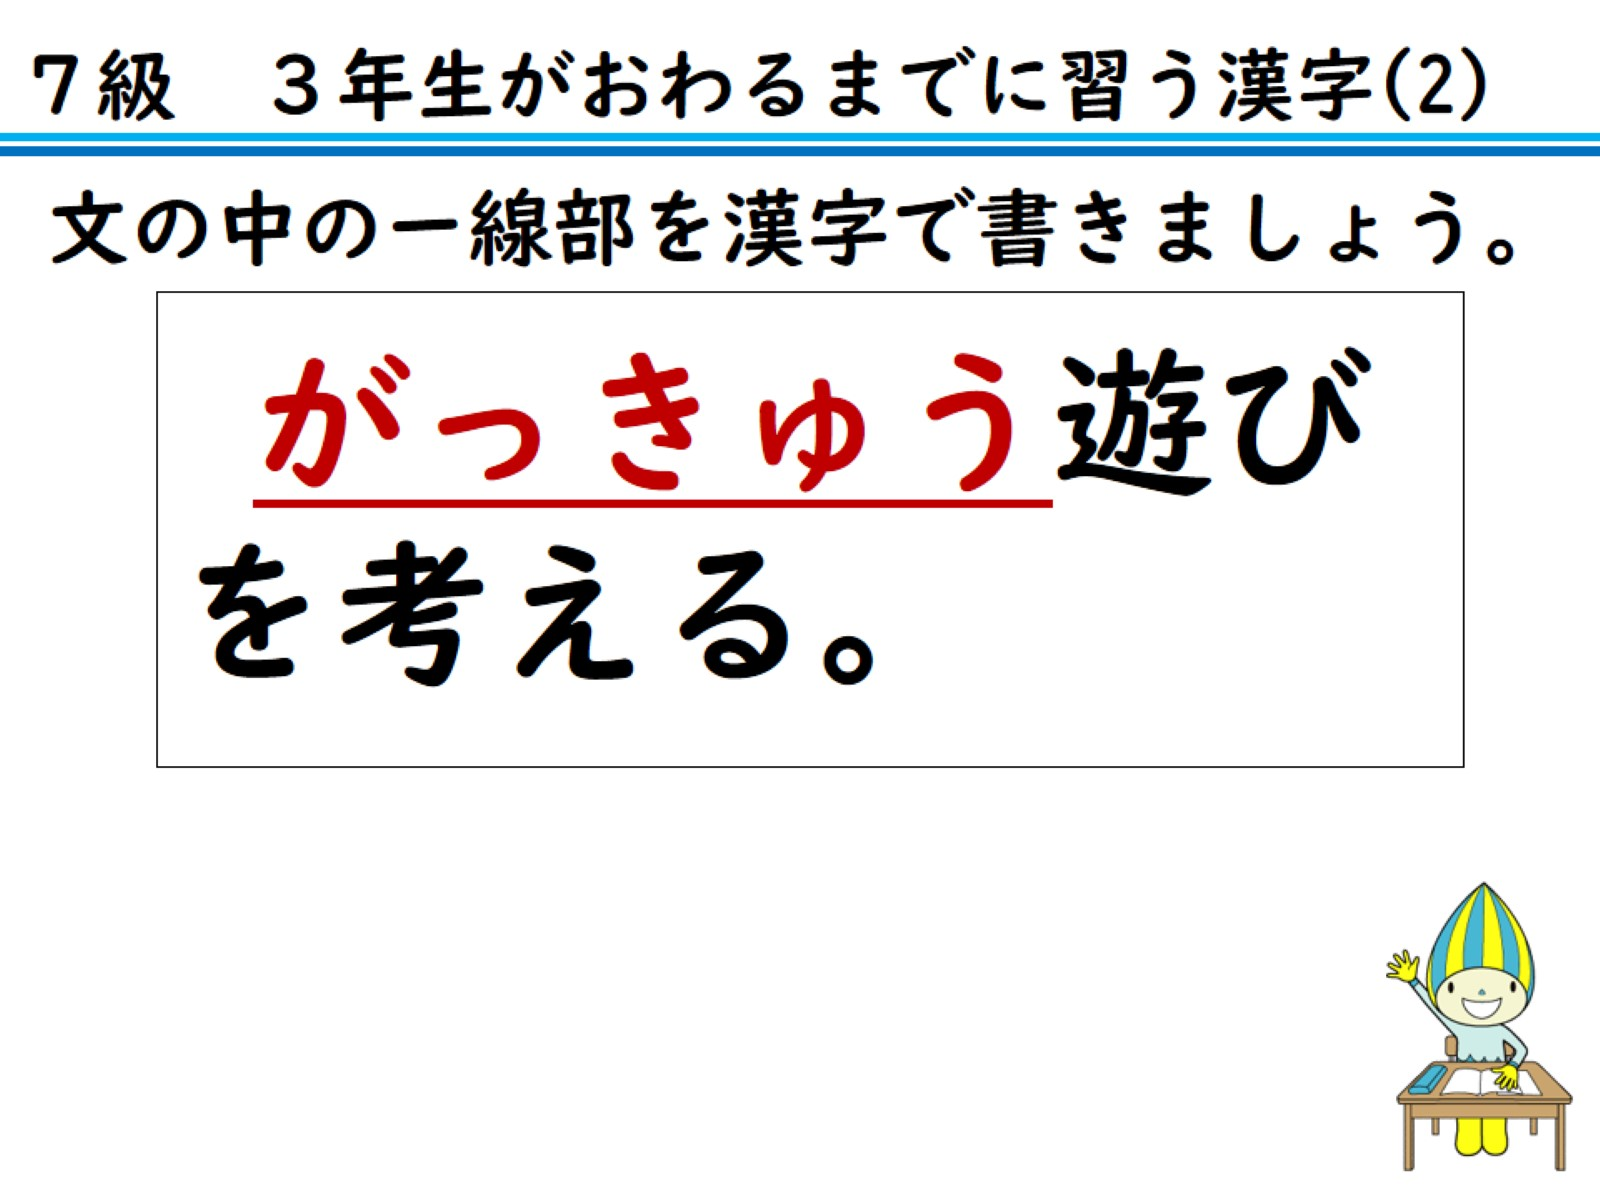 ７級　３年生がおわるまでに習う漢字(2)
文の中の―線部を漢字で書きましょう。
がっきゅう遊び
を考える。